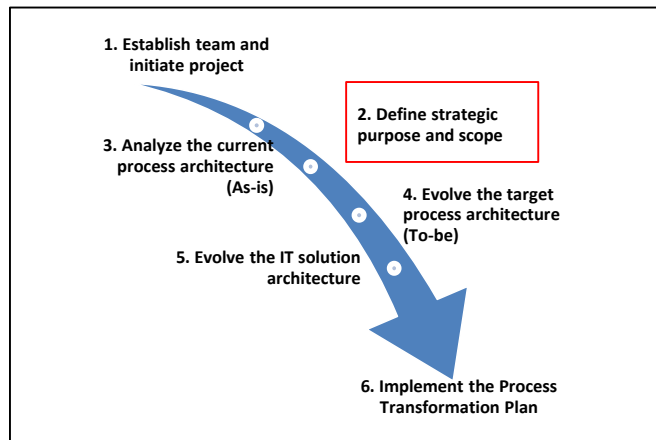 1. Establish team and
initiate project
2. Define strategic
purpose and scope
3. Analyze the current
process architecture
(As-is)
4. Evolve the target
process architecture
(To-be)
5. Evolve the IT solution
architecture
6. Implement the Process
Transformation Plan